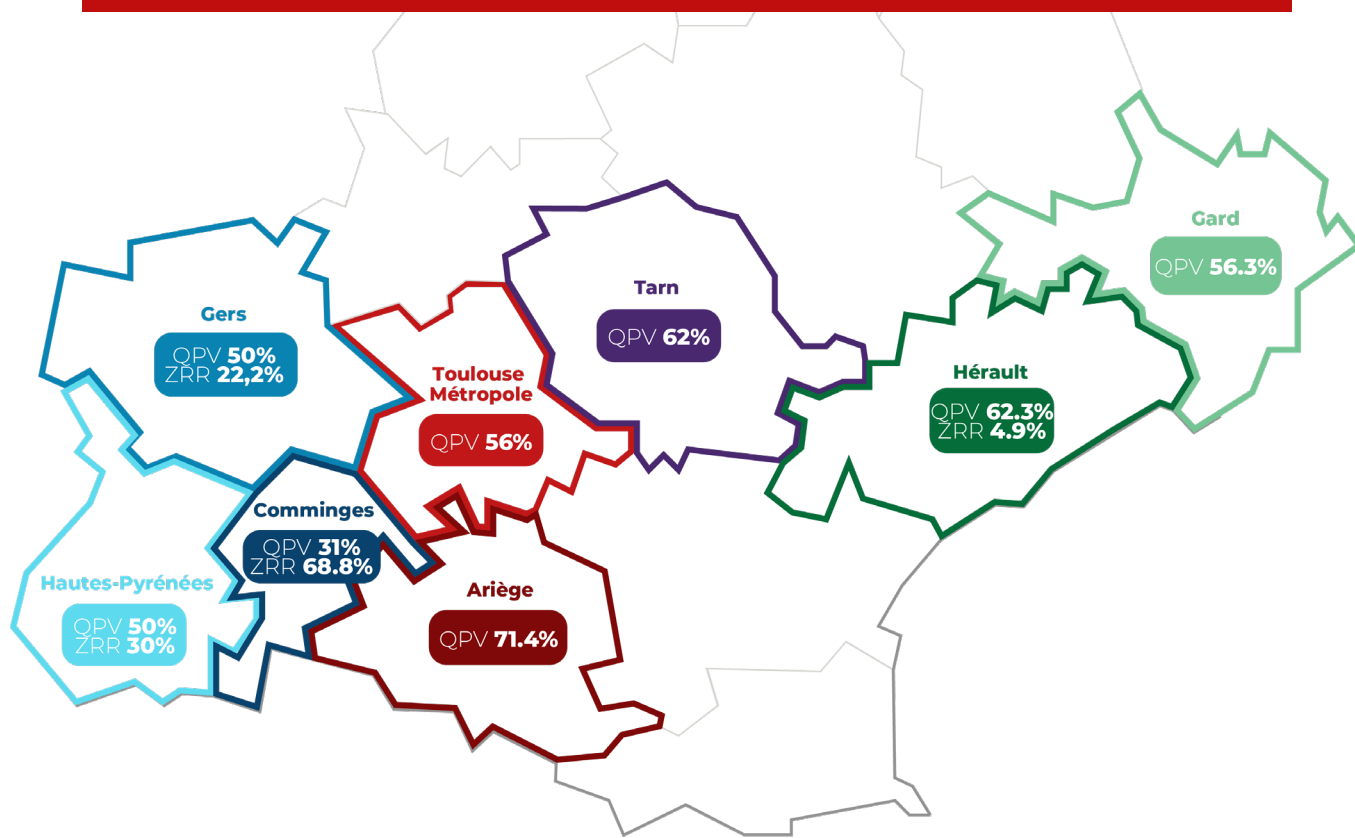 Gard
QPV 56.3%
Tarn
QPV 62%
Gers
QPV 50%
ZRR 22,2%
Toulouse
Métropole
QPV 56%
Hérault
QPV 62.3%
ZRR 4.9%
Comminges
QPV 31%
ZRR 68.8%
Hautes-Pyrénées
QPV 50%
ZRR 30%
Ariège
QPV 71.4%